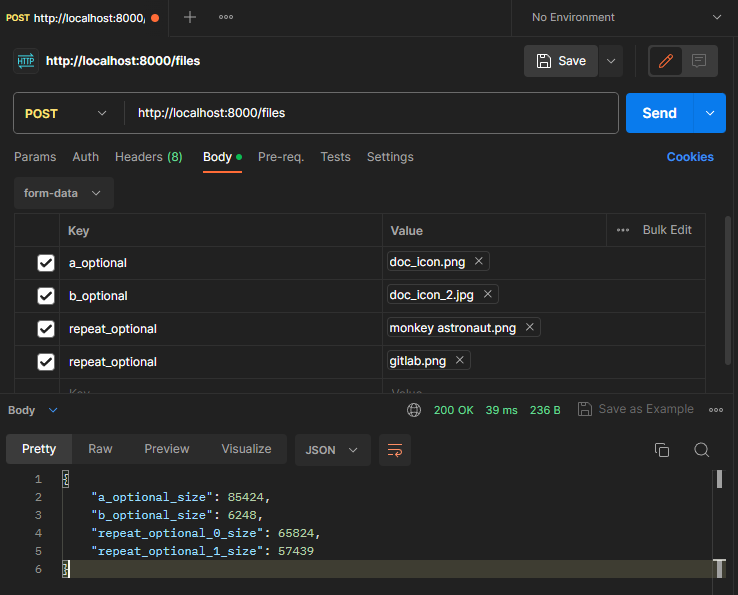 POST http://localhost:8000/ No Environment
HTTP http://localhost:8000/files Save
POST http://localhost:8000/files Send
Params Auth Headers (8) Body Pre-req. Tests Settings Cookies
form-data
Key Value Bulk Edit
a_optional doc_icon.png
b_optional doc_icon_2.jpg
repeat_optional monkey astronaut.png
repeat_optional gitlab.png
Key Value
Body 200 OK 39 ms 236 B Save as Example
Pretty Raw Preview Visualize JSON
1 {
2 "a_optional_size": 85424,
3 "b_optional_size": 6248,
4 "repeat_optional_0_size": 65824,
5 "repeat_optional_1_size": 57439
6 }